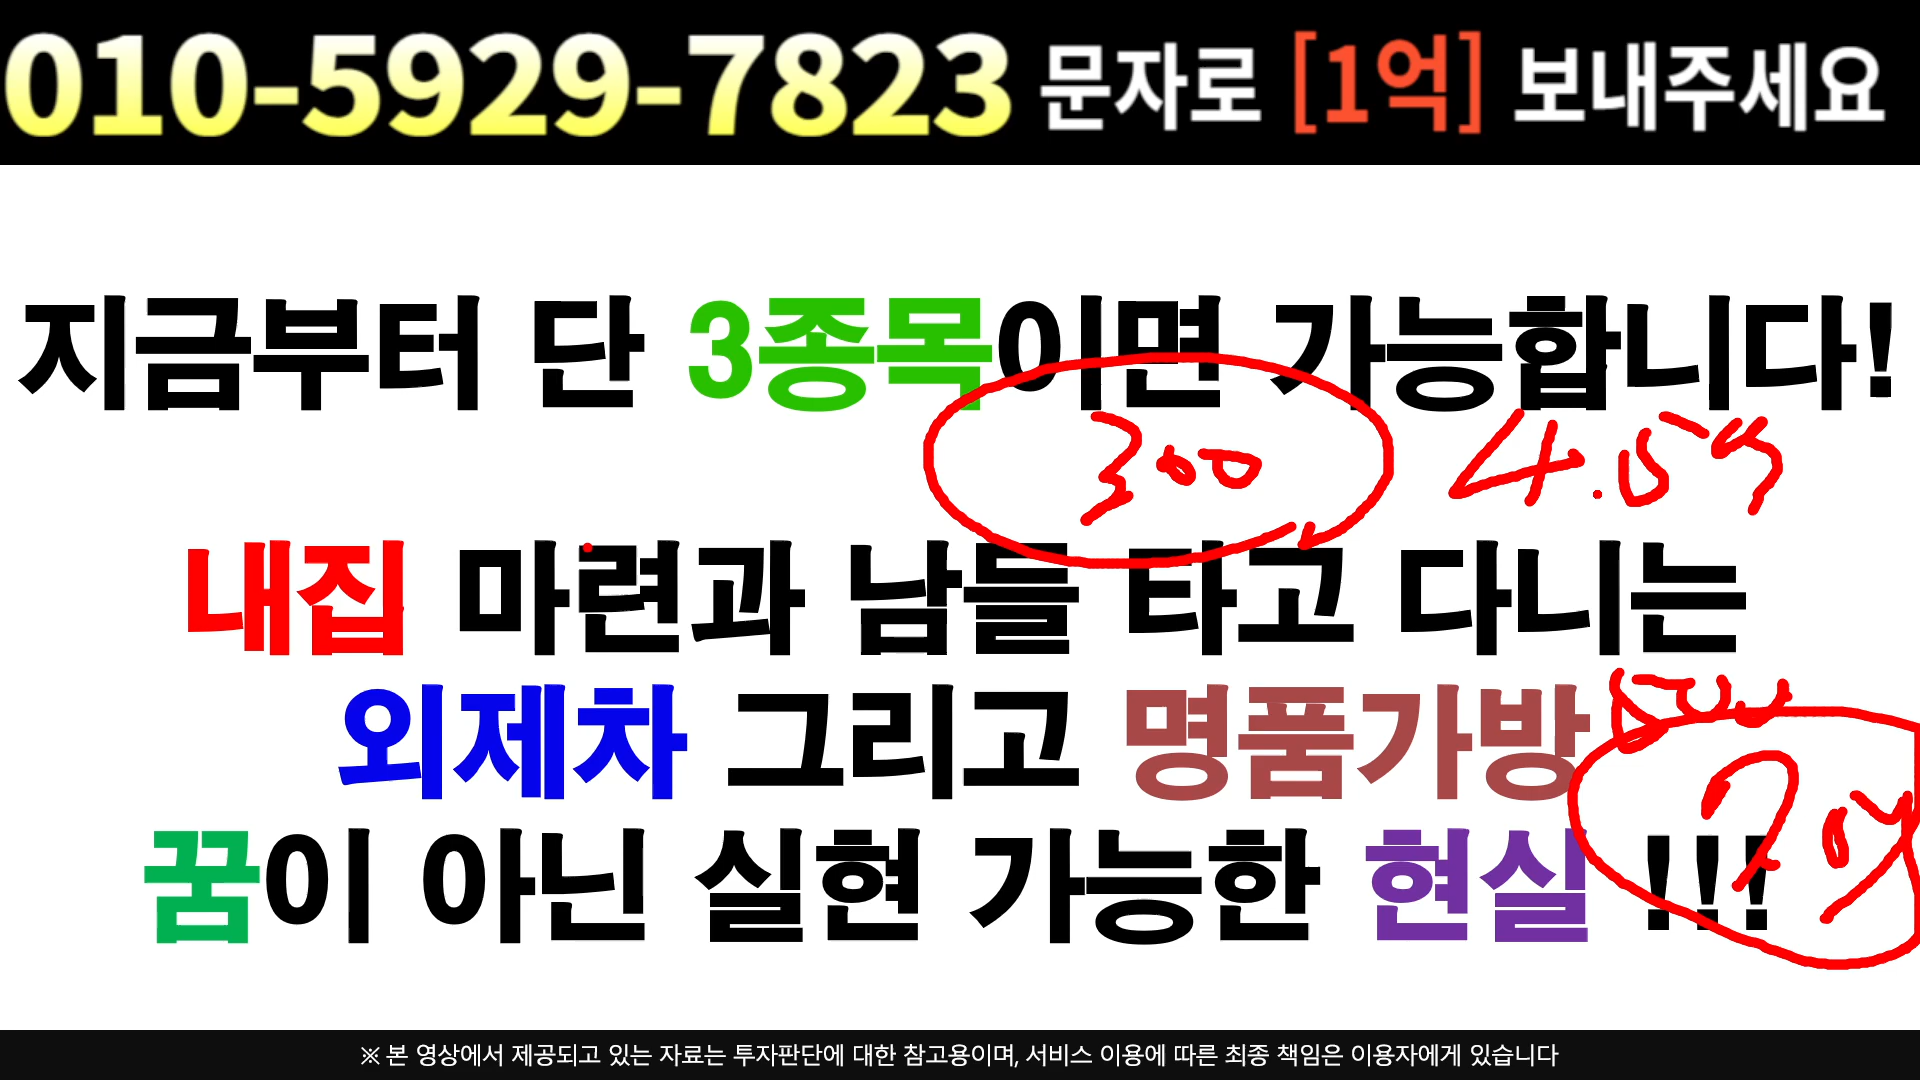 010-5929-7823 문자로 [1억] 보내주세요
지금부터 단 3종목이면 가능합니다!
300
4.5억
내집 마련과 남들 타고 다니는
외제차 그리고 명품가방
500
꿈이 아닌 실현 가능한 현실 !!!
※ 본 영상에서 제공되고 있는 자료는 투자판단에 대한 참고용이며, 서비스 이용에 따른 최종 책임은 이용자에게 있습니다